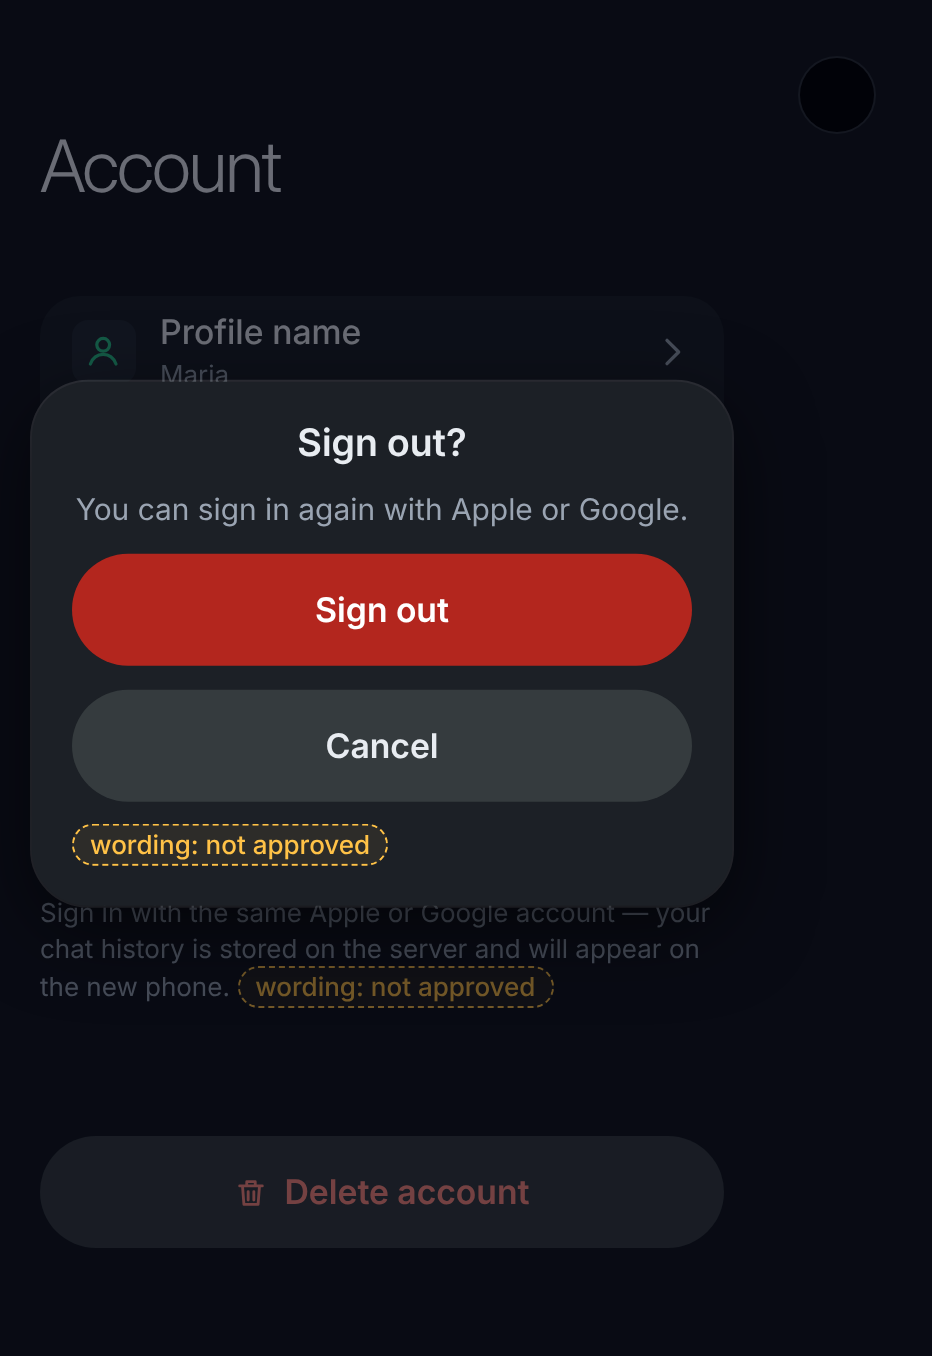 Account
Profile name
Maria
Sign out?
You can sign in again with Apple or Google.
Sign out
Cancel
wording: not approved
Sign in with the same Apple or Google account — your
chat history is stored on the server and will appear on
the new phone. wording: not approved
Delete account